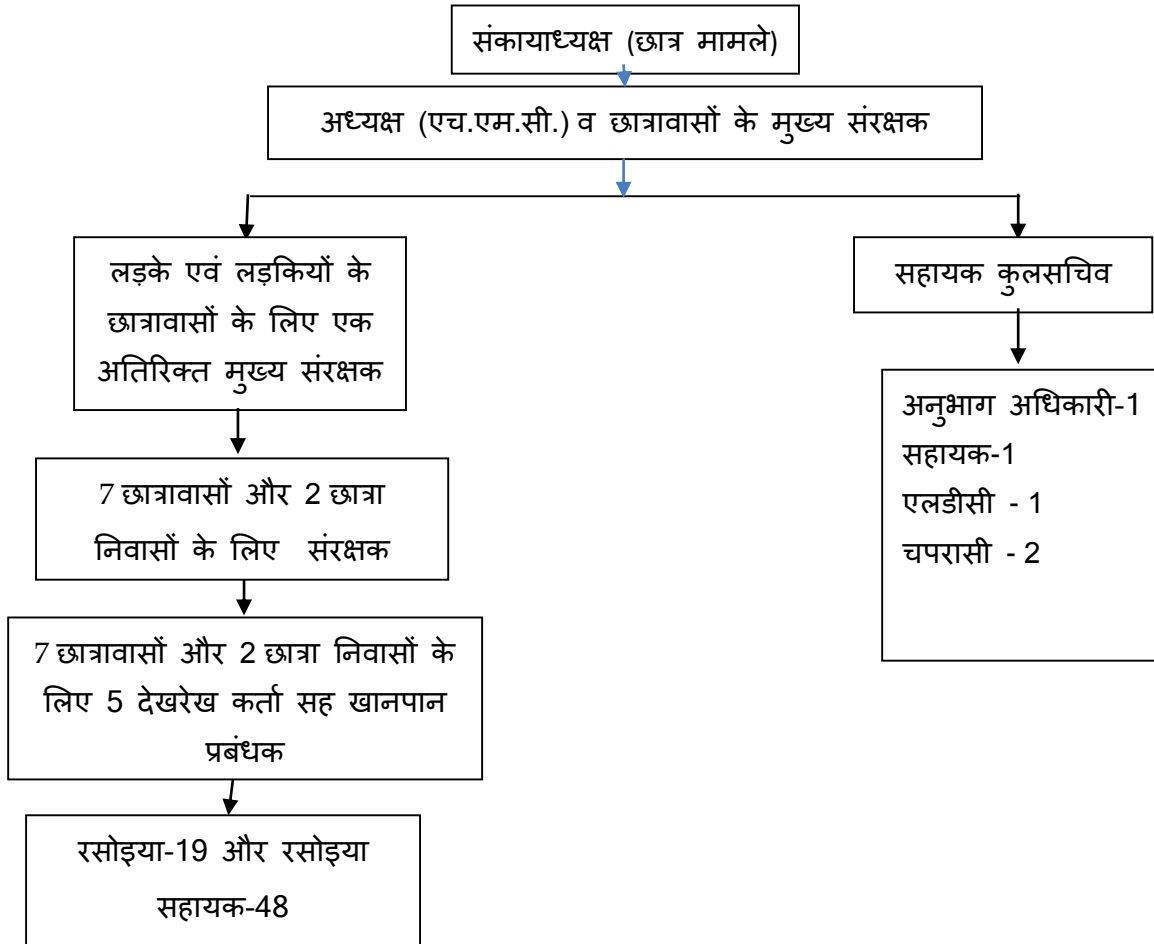 संकायाध्यक्ष (छात्र मामले)
अध्यक्ष (एच.एम.सी.) व छात्रावासों के मुख्य संरक्षक
लड़के एवं लड़कियों के
छात्रावासों के लिए एक
अतिरिक्त मुख्य संरक्षक
7 छात्रावासों और 2 छात्रा
निवासों के लिए संरक्षक
7 छात्रावासों और 2 छात्रा निवासों के
लिए 5 देखरेख कर्ता सह खानपान
प्रबंधक
रसोइया-19 और रसोइया
सहायक-48
सहायक कुलसचिव
अनुभाग अधिकारी-1
सहायक-1
एलडीसी - 1
चपरासी - 2